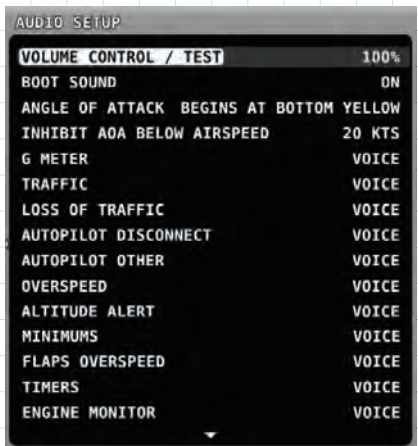 AUDIO SETUP
VOLUME CONTROL / TEST 100%
BOOT SOUND ON
ANGLE OF ATTACK BEGINS AT BOTTOM YELLOW
INHIBIT AOA BELOW AIRSPEED 20 KTS
G METER VOICE
TRAFFIC VOICE
LOSS OF TRAFFIC VOICE
AUTOPILOT DISCONNECT VOICE
AUTOPILOT OTHER VOICE
OVERSPEED VOICE
ALTITUDE ALERT VOICE
MINIMUMS VOICE
FLAPS OVERSPEED VOICE
TIMERS VOICE
ENGINE MONITOR VOICE